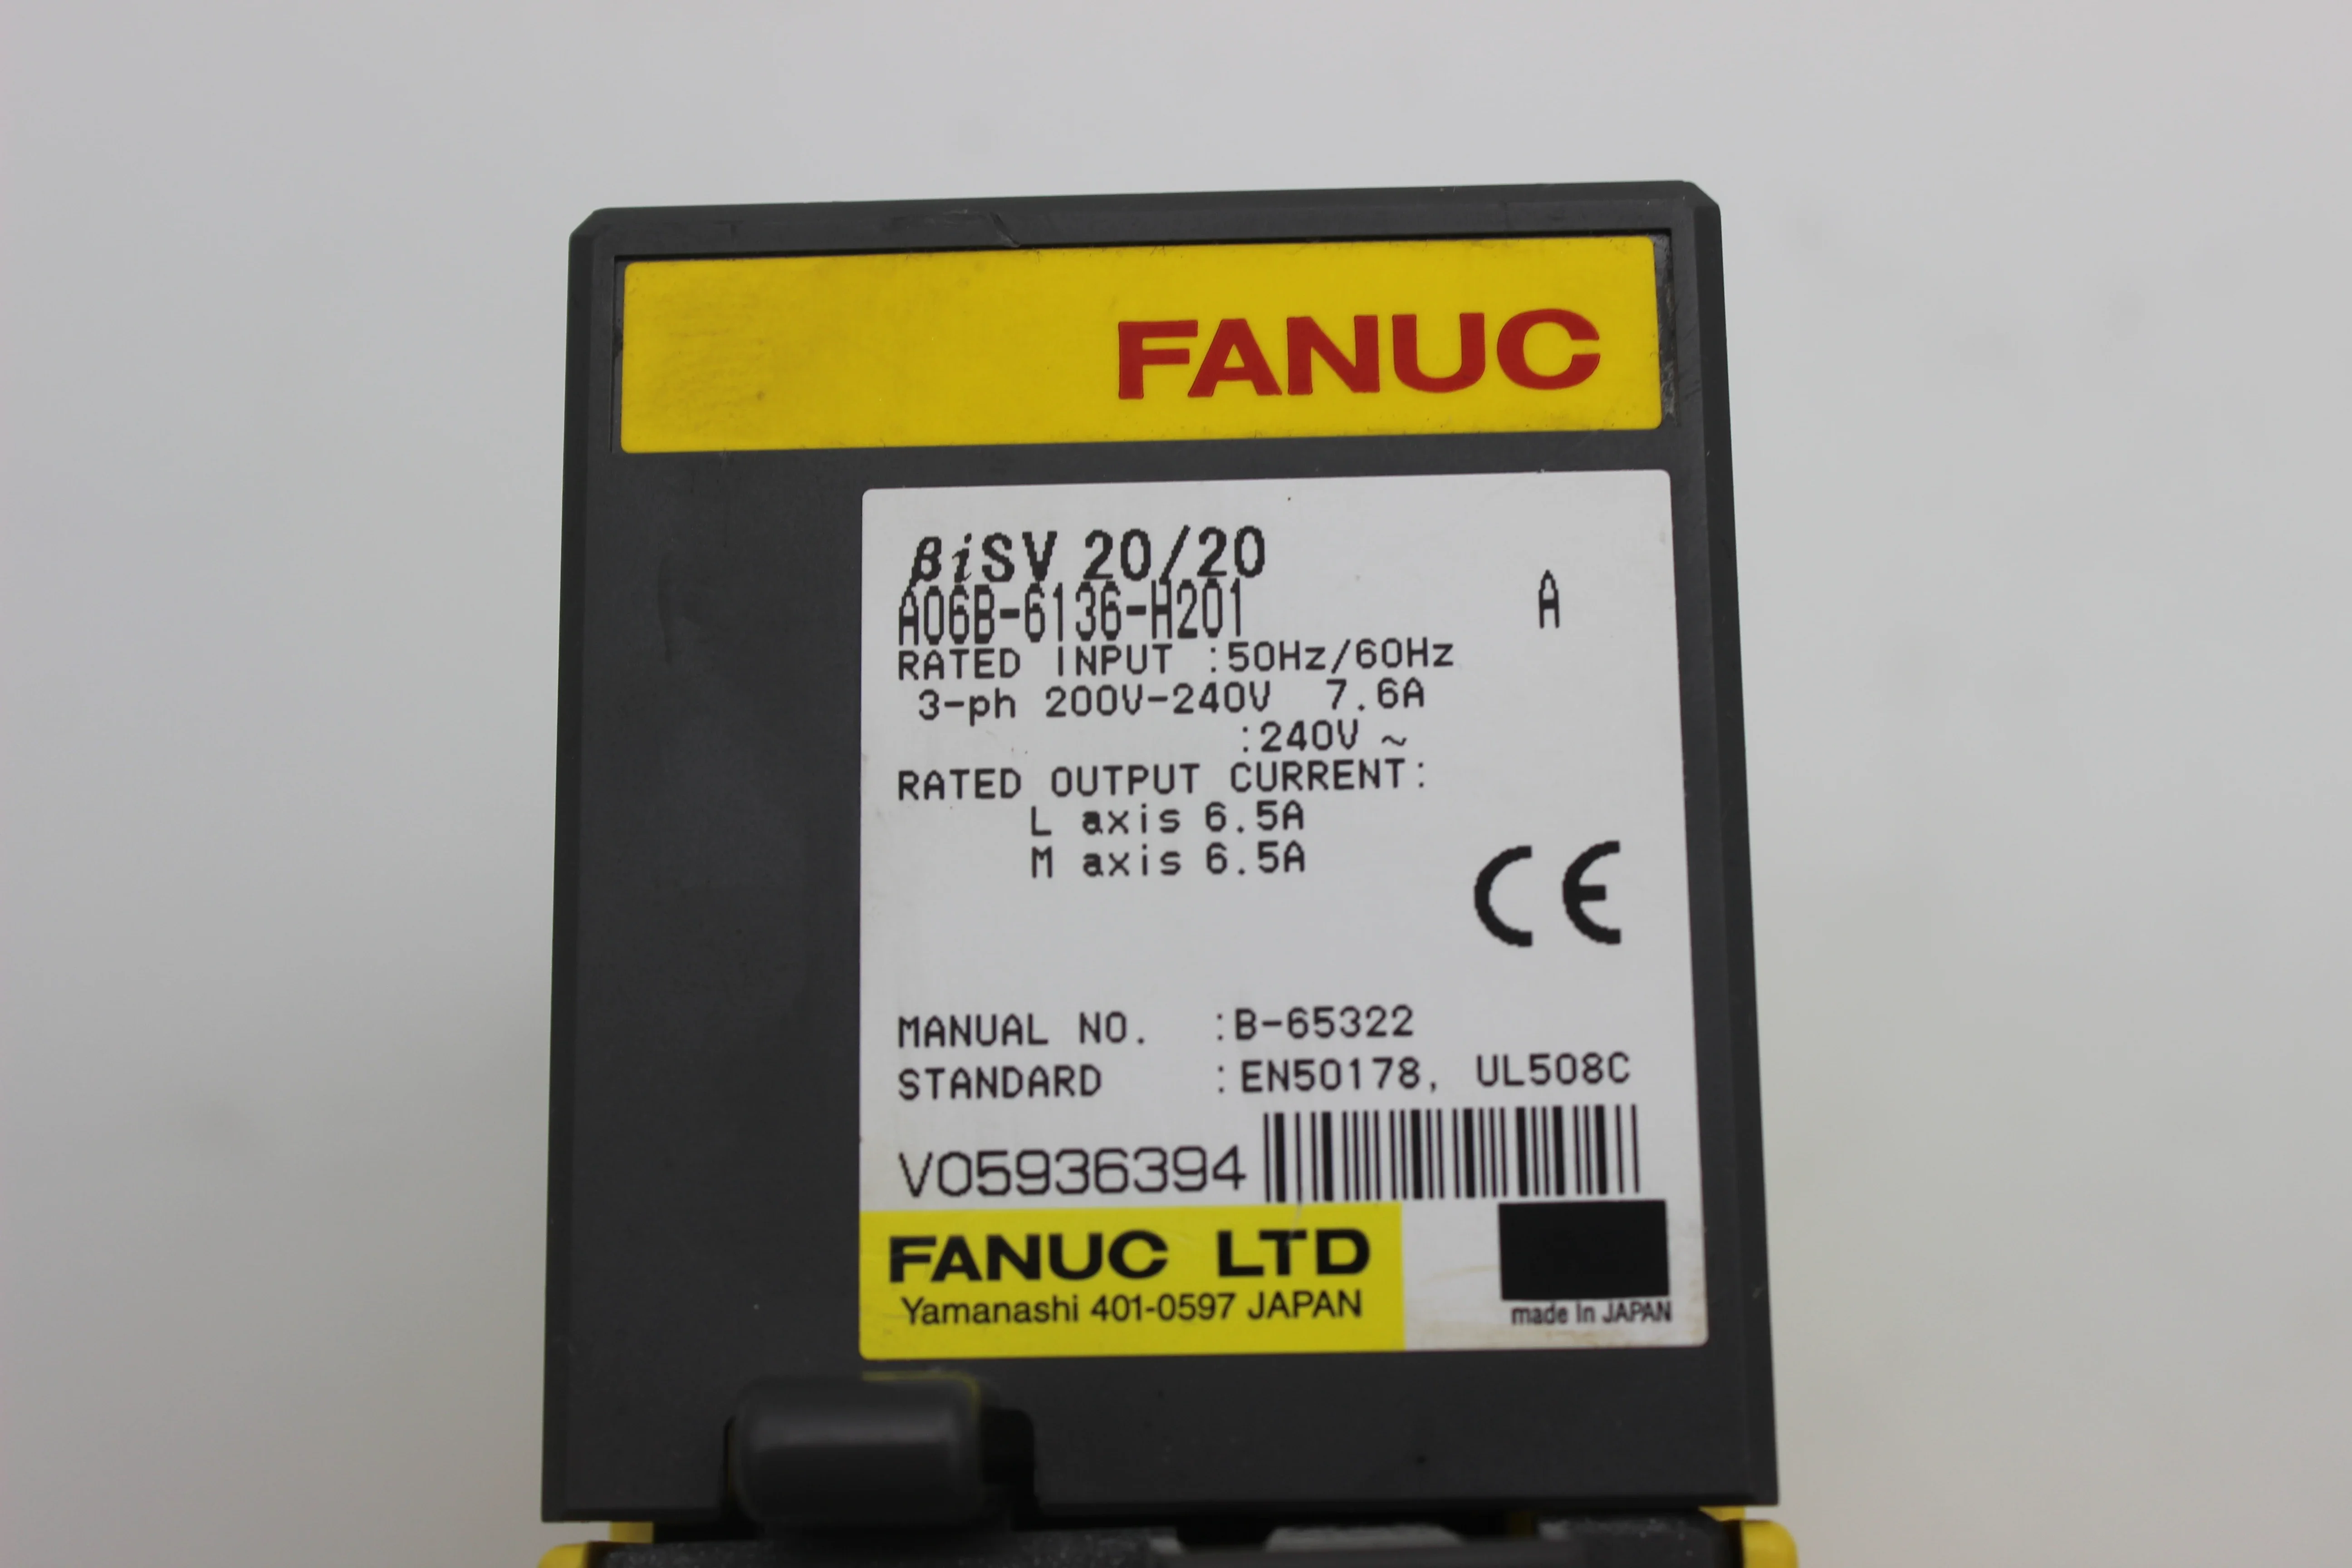 FANUC
βiSV 20/20
A06B-6136-H201 A
RATED INPUT :50Hz/60Hz
3-ph 200V-240V 7.6A
:240V ~
RATED OUTPUT CURRENT:
L axis 6.5A
M axis 6.5A
CE
MANUAL NO. :B-65322
STANDARD :EN50178, UL508C
V05936394
FANUC LTD
Yamanashi 401-0597 JAPAN
made in JAPAN